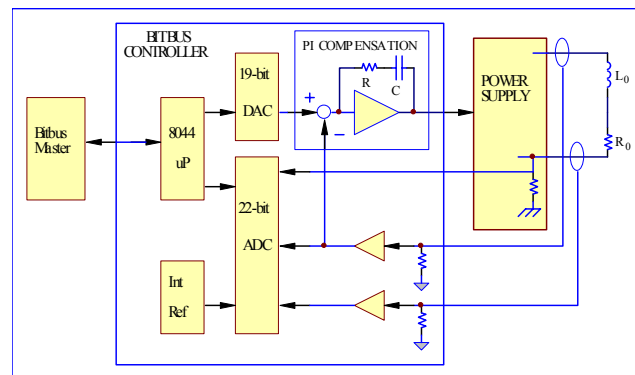 BITBUS
CONTROLLER
PI COMPENSATION
R
C
19-bit
DAC
+
−
POWER
SUPPLY
L0
R0
Bitbus
Master
8044
uP
22-bit
ADC
Int
Ref